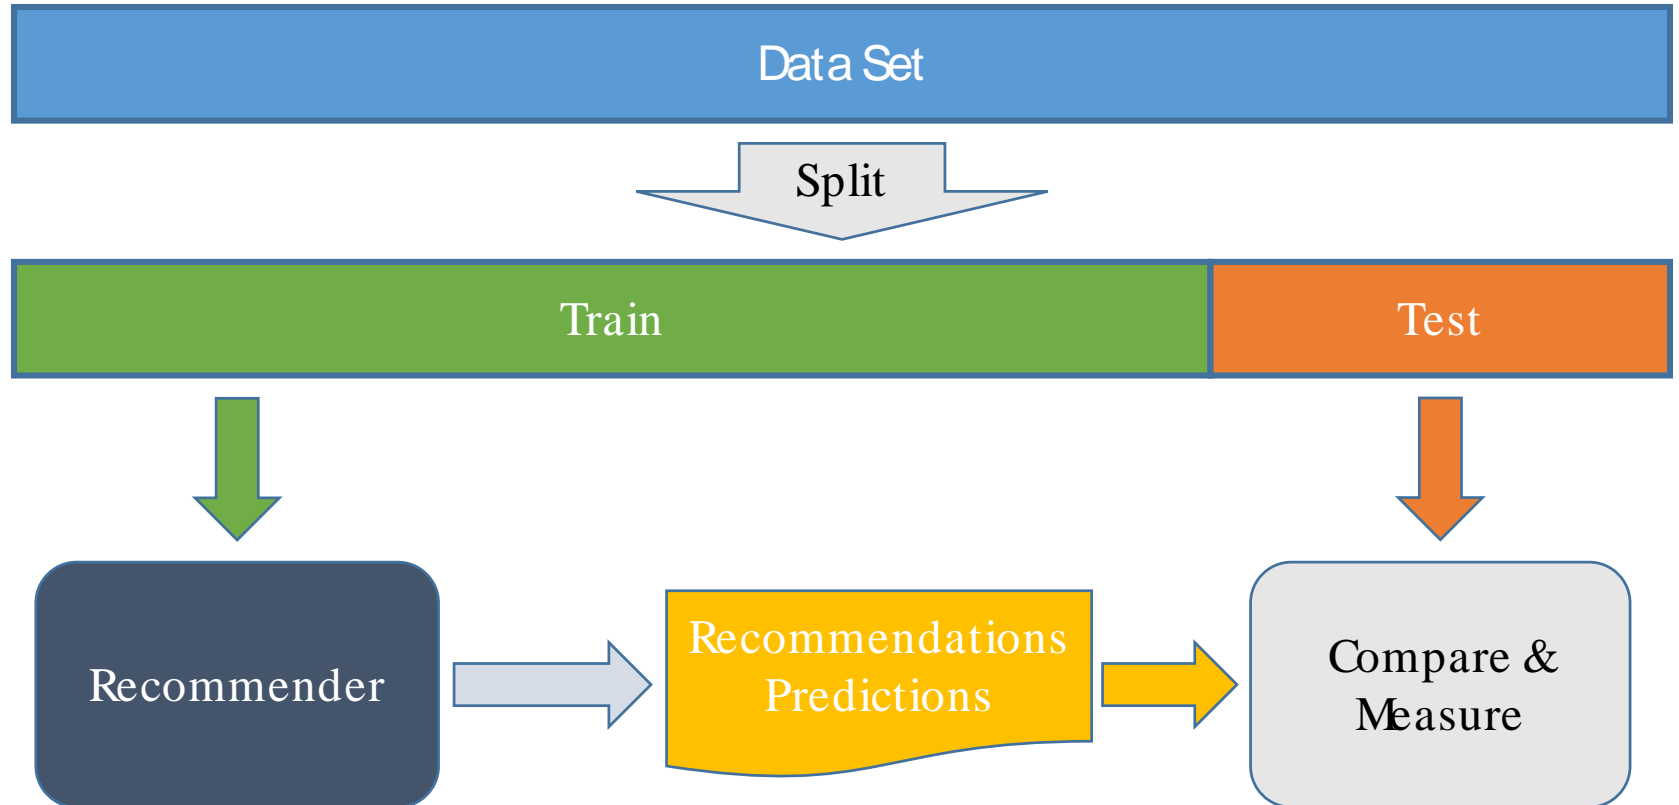 Data Set
Split
Train
Test
Recommender
Recommendations
Predictions
Compare &
Measure